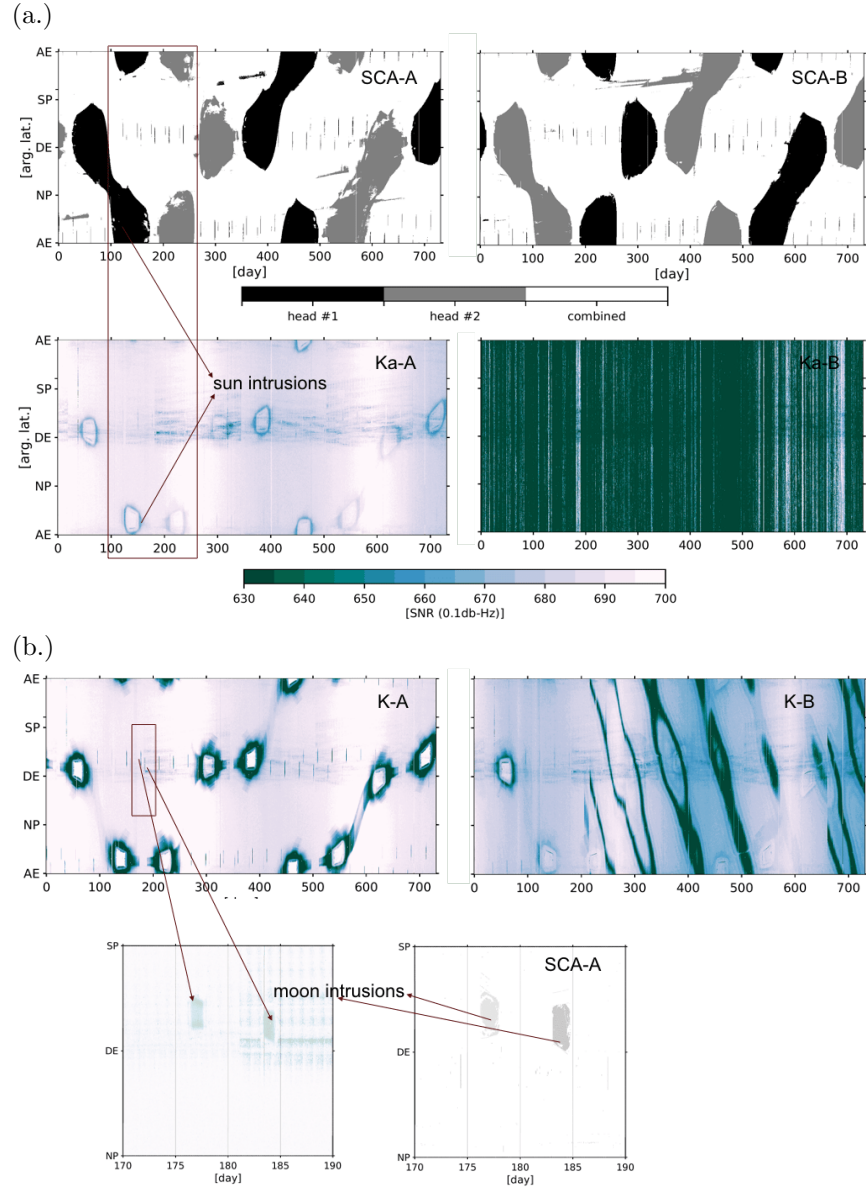 (a.)
AE
SP
DE
NP
AE
[arg. lat.]
SCA-A
0 100 200 300 400 500 600 700
[day]
SCA-B
0 100 200 300 400 500 600 700
[day]
head #1 head #2 combined
AE
SP
DE
NP
AE
[arg. lat.]
Ka-A
sun intrusions
0 100 200 300 400 500 600 700
Ka-B
0 100 200 300 400 500 600 700
630 640 650 660 670 680 690 700
[SNR (0.1db-Hz)]
(b.)
AE
SP
DE
NP
AE
K-A
0 100 200 300 400 500 600 700
K-B
0 100 200 300 400 500 600 700
SP
DE
NP
170 175 180 185 190
[day]
moon intrusions
SP
DE
NP
SCA-A
170 175 180 185 190
[day]